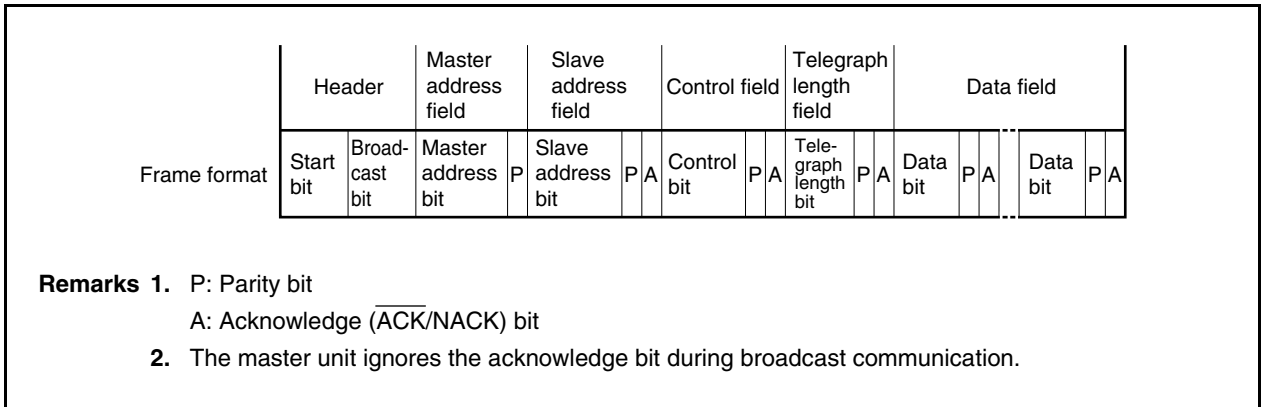 Header
Master
address
field
Slave
address
field
Control field
Telegraph
length
field
Data field
Frame format
Start
bit
Broad-
cast
bit
Master
address
bit
P
Slave
address
bit
P A
Control
bit
P A
Tele-
graph
length
bit
P A
Data
bit
P A
Data
bit
P A
Remarks 1. P: Parity bit
A: Acknowledge (A̅C̅K̅/NACK) bit
2. The master unit ignores the acknowledge bit during broadcast communication.